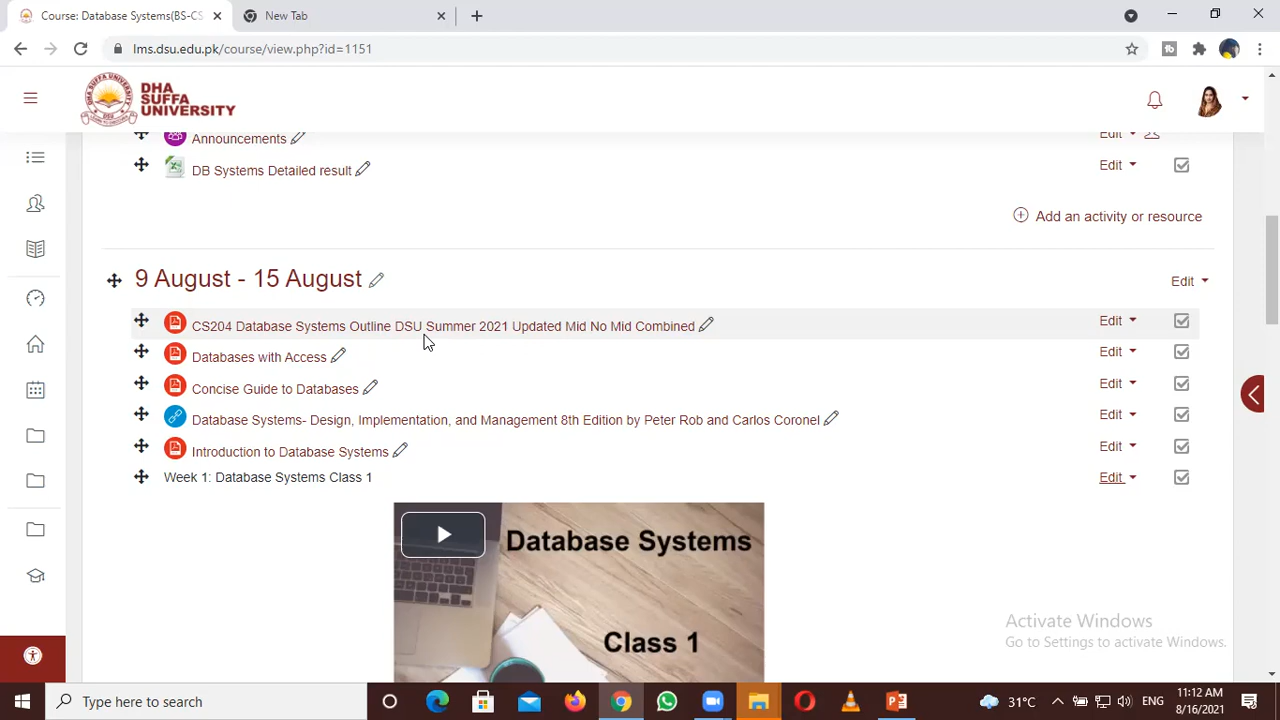 Course: Database Systems(BS-CS
New Tab
lms.dsu.edu.pk/course/view.php?id=1151
DHA
SUFFA
UNIVERSITY
Announcements
Edit
DB Systems Detailed result
Edit
Add an activity or resource
9 August - 15 August
Edit
CS204 Database Systems Outline DSU Summer 2021 Updated Mid No Mid Combined
Edit
Databases with Access
Edit
Concise Guide to Databases
Edit
Database Systems- Design, Implementation, and Management 8th Edition by Peter Rob and Carlos Coronel
Edit
Introduction to Database Systems
Edit
Week 1: Database Systems Class 1
Edit
Database Systems
Class 1
Activate Windows
Go to Settings to activate Windows.
Type here to search
31°C
ENG
11:12 AM
8/16/2021